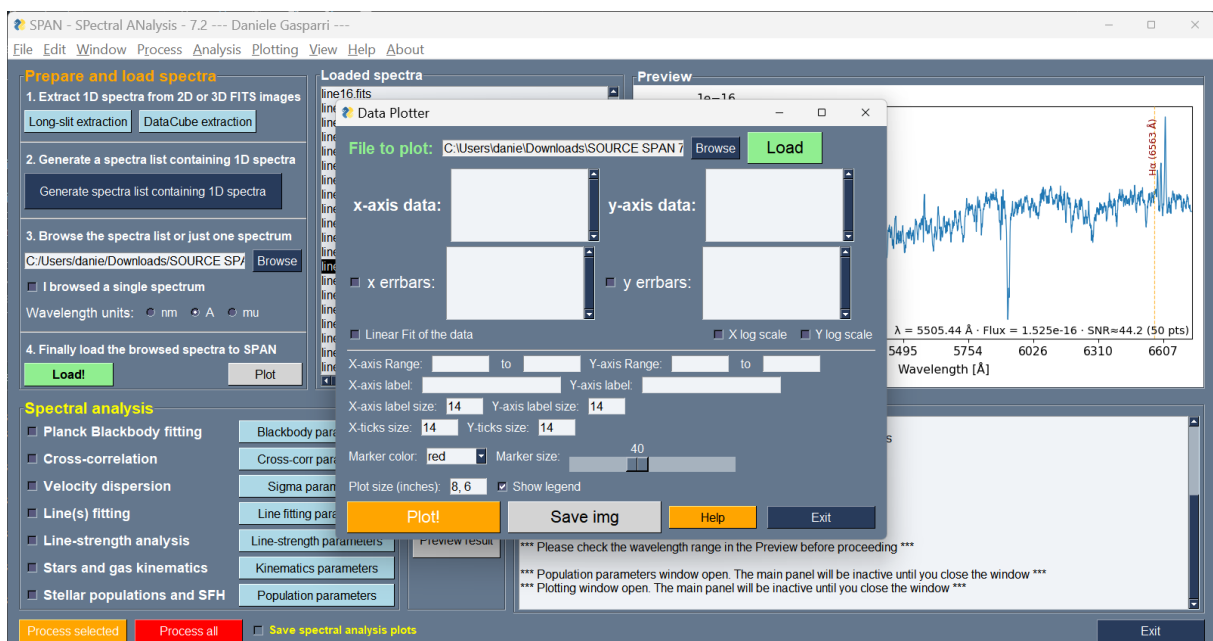 SPAN - SPectral ANalysis - 7.2 --- Daniele Gasparri ---
File Edit Window Process Analysis Plotting View Help About
Prepare and load spectra
1. Extract 1D spectra from 2D or 3D FITS images
Long-slit extraction DataCube extraction
2. Generate a spectra list containing 1D spectra
Generate spectra list containing 1D spectra
3. Browse the spectra list or just one spectrum
C:/Users/danie/Downloads/SOURCE SPA Browse
I browsed a single spectrum
Wavelength units: nm A mu
4. Finally load the browsed spectra to SPAN
Load! Plot
Loaded spectra
line16.fits
Preview
1e-16
Hα (6563 Å)
λ = 5505.44 Å · Flux = 1.525e-16 · SNR≈44.2 (50 pts)
5495 5754 6026 6310 6607
Wavelength [Å]
Data Plotter
File to plot: C:\Users\danie\Downloads\SOURCE SPAN 7 Browse Load
x-axis data: y-axis data:
x errbars: y errbars:
Linear Fit of the data X log scale Y log scale
X-axis Range: to Y-axis Range: to
X-axis label: Y-axis label:
X-axis label size: 14 Y-axis label size: 14
X-ticks size: 14 Y-ticks size: 14
Marker color: red Marker size: 40
Plot size (inches): 8, 6 Show legend
Plot! Save img Help Exit
Spectral analysis
Planck Blackbody fitting Blackbody para
Cross-correlation Cross-corr para
Velocity dispersion Sigma param
Line(s) fitting Line fitting para
Line-strength analysis Line-strength parameters Preview result
Stars and gas kinematics Kinematics parameters
Stellar populations and SFH Population parameters
*** Please check the wavelength range in the Preview before proceeding ***
*** Population parameters window open. The main panel will be inactive until you close the window ***
*** Plotting window open. The main panel will be inactive until you close the window ***
Process selected Process all Save spectral analysis plots Exit